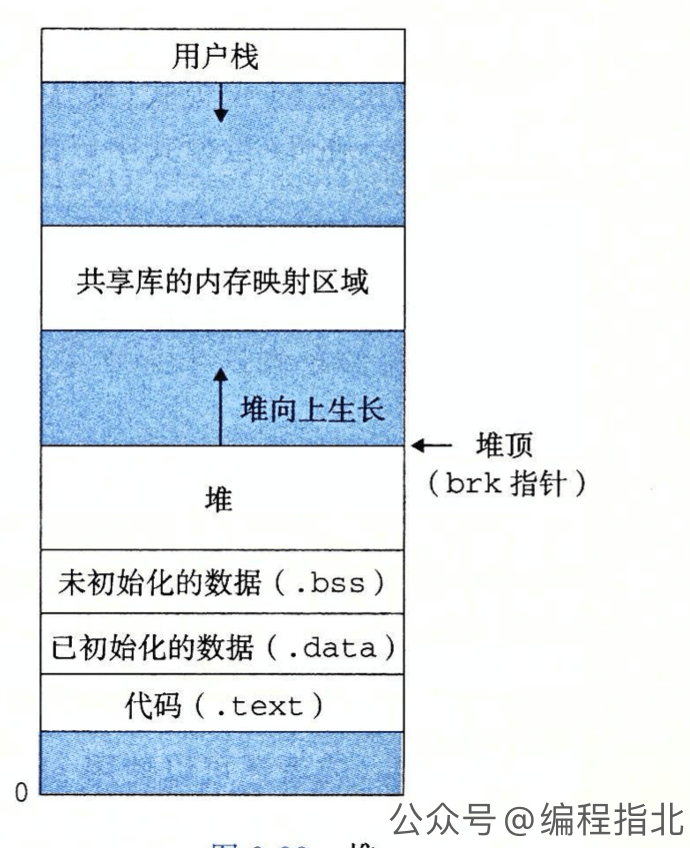 用户栈
共享库的内存映射区域
堆向上生长
堆顶
（brk 指针）
堆
未初始化的数据（.bss）
已初始化的数据（.data）
代码（.text）
0
公众号@编程指北